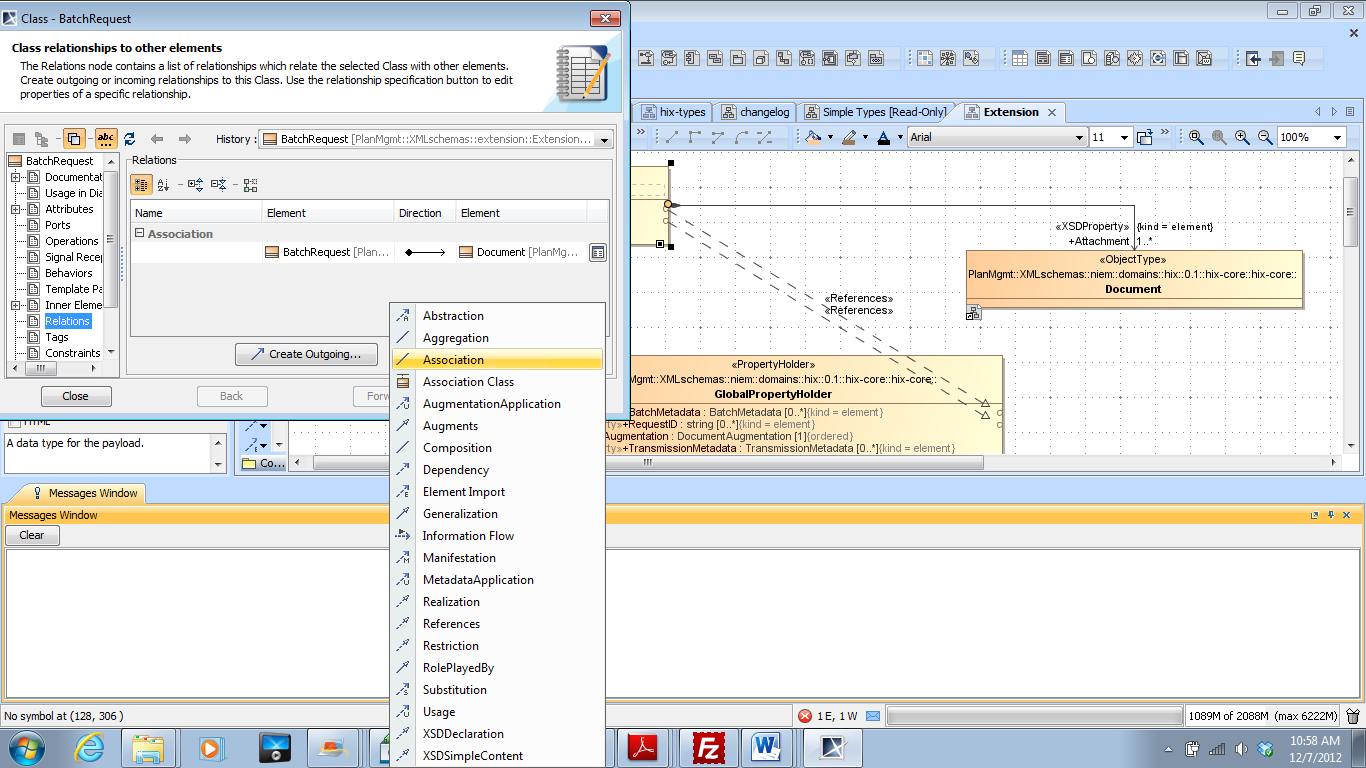 Class - BatchRequest
Class relationships to other elements
The Relations node contains a list of relationships which relate the selected Class with other elements.
Create outgoing or incoming relationships to this Class. Use the relationship specification button to edit
properties of a specific relationship.
History : BatchRequest [PlanMgmt::XMLschemas::extension::Extension...
BatchRequest
Documentat
Usage in Dia
Attributes
Ports
Operations
Signal Recep
Behaviors
Template Pa
Inner Eleme
Relations
Tags
Constraints
Relations
Name Element Direction Element
Association
BatchRequest [Plan... Document [PlanMg...
Create Outgoing...
Close Back Forw
Abstraction
Aggregation
Association
Association Class
AugmentationApplication
Augments
Composition
Dependency
Element Import
Generalization
Information Flow
Manifestation
MetadataApplication
Realization
References
Restriction
RolePlayedBy
Substitution
Usage
XSDDeclaration
XSDSimpleContent
hix-types changelog Simple Types [Read-Only] Extension
Arial 11 100%
«XSDProperty» {kind = element}
+Attachment 1..*
«ObjectType»
PlanMgmt::XMLschemas::niem::domains::hix::0.1::hix-core::hix-core::
Document
«References»
«References»
«PropertyHolder»
Mgmt::XMLschemas::niem::domains::hix::0.1::hix-core::hix-core::
GlobalPropertyHolder
BatchMetadata : BatchMetadata [0..*]{kind = element}
ty»+RequestID : string [0..*]{kind = element}
Augmentation : DocumentAugmentation [1]{ordered}
ty»+TransmissionMetadata : TransmissionMetadata [0..*]{kind = element}
HTML
A data type for the payload.
Co...
Messages Window
Messages Window
Clear
No symbol at (128, 306 )
1 E, 1 W
1089M of 2088M (max 6222M)
10:58 AM
12/7/2012